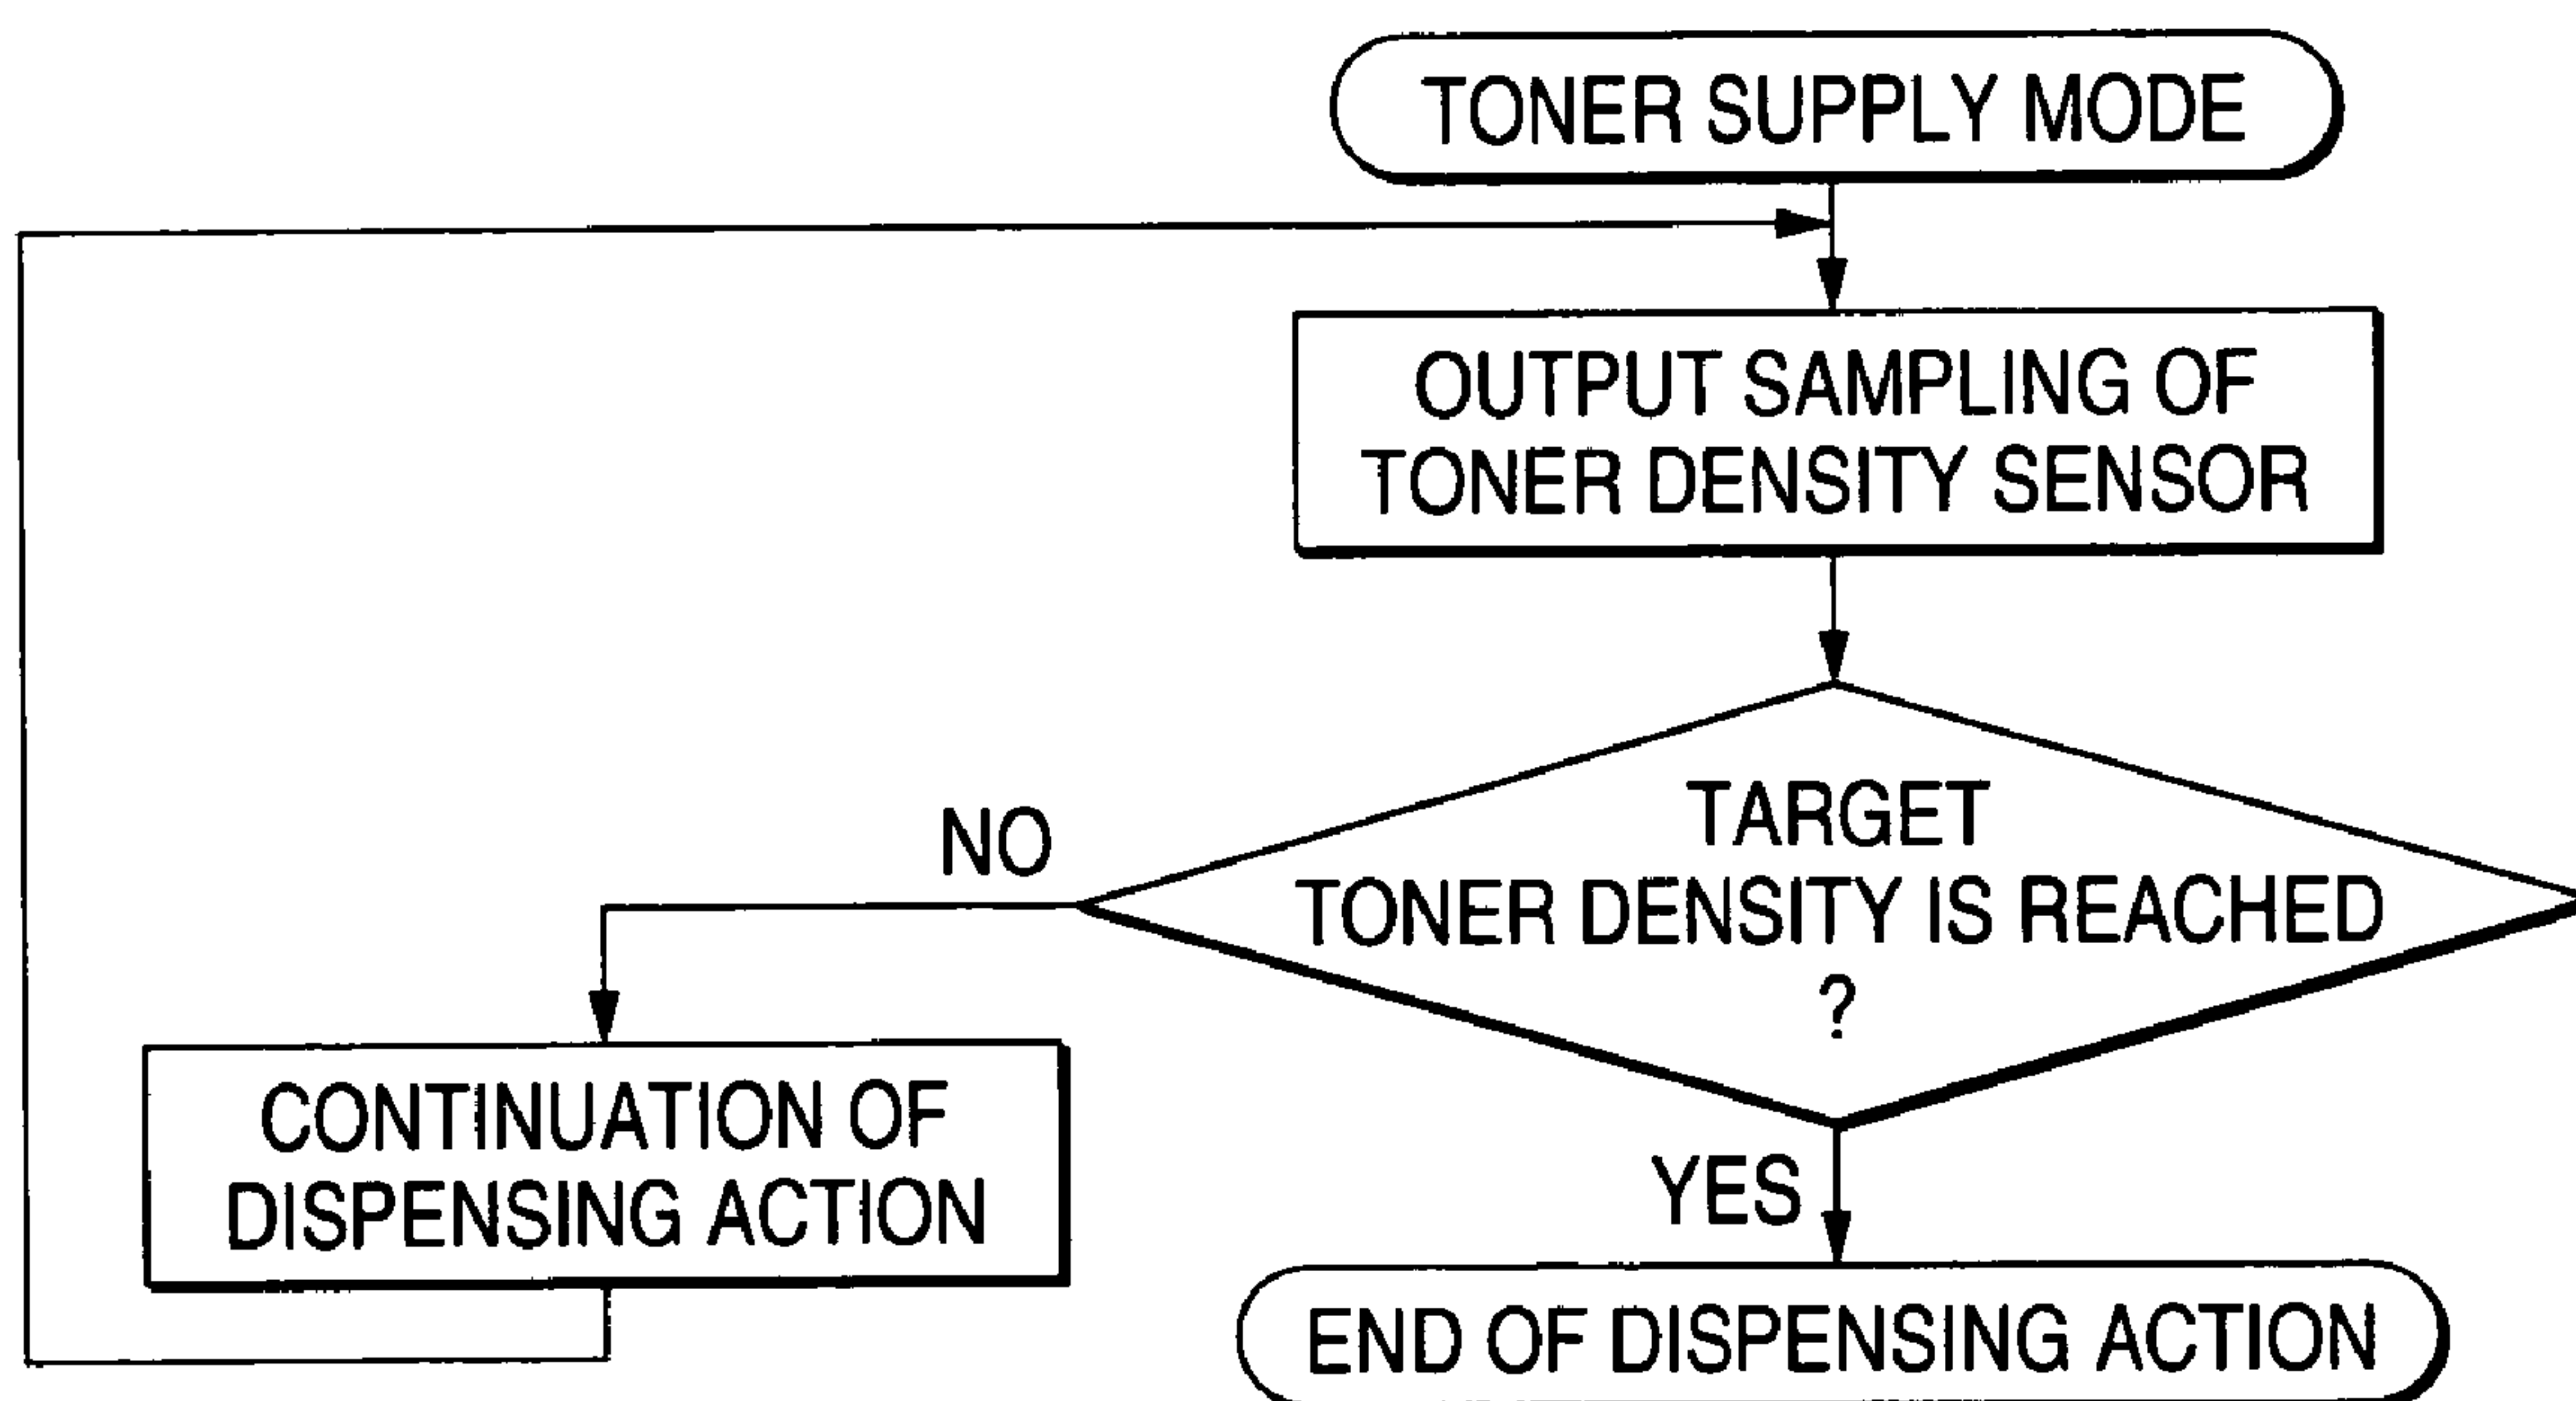 TONER SUPPLY MODE
OUTPUT SAMPLING OF
TONER DENSITY SENSOR
TARGET
TONER DENSITY IS REACHED
?
NO
CONTINUATION OF
DISPENSING ACTION
YES
END OF DISPENSING ACTION